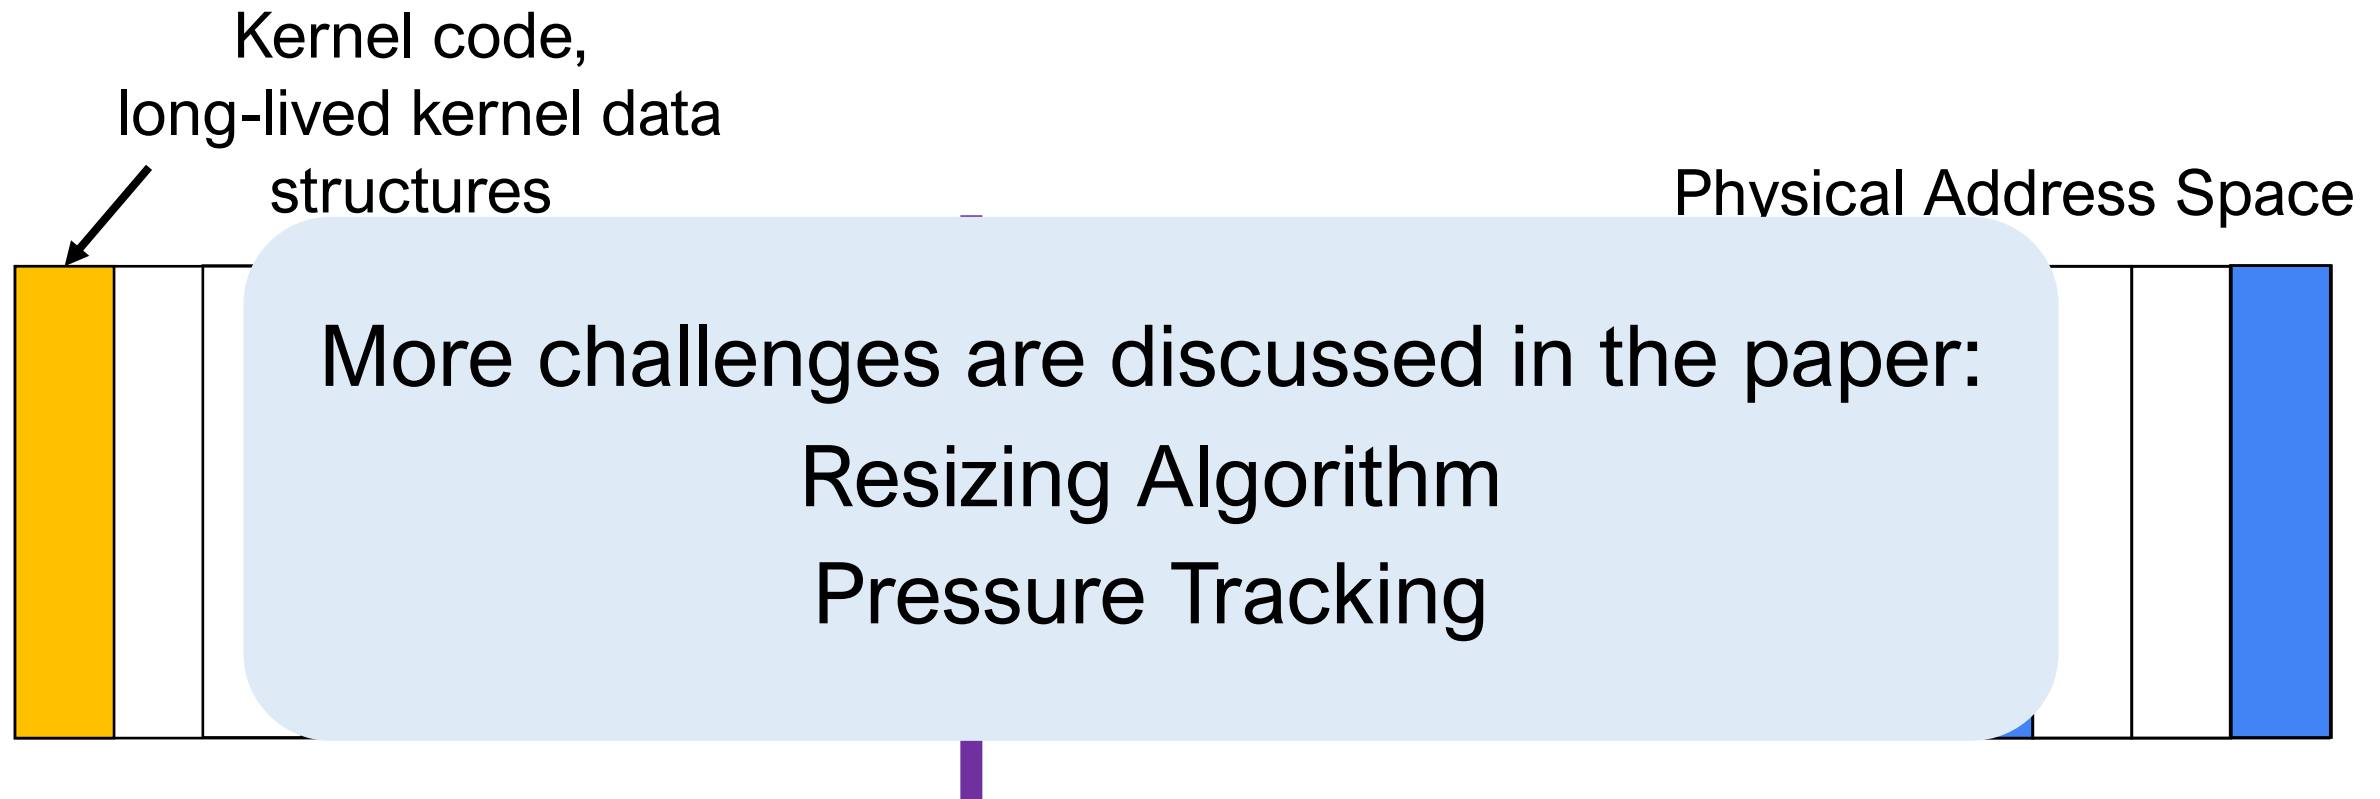 Kernel code,
long-lived kernel data
structures
Physical Address Space
More challenges are discussed in the paper:
Resizing Algorithm
Pressure Tracking